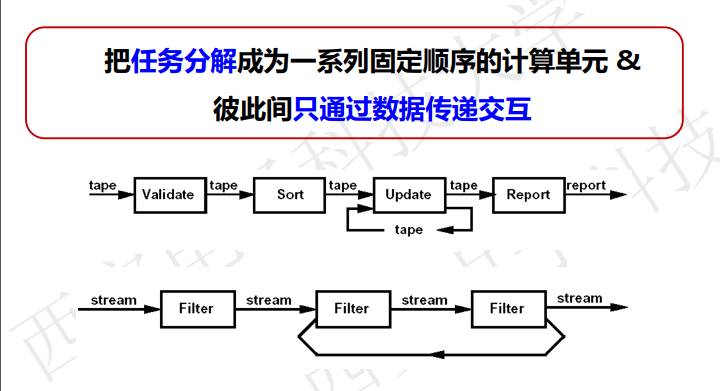 把任务分解成为一系列固定顺序的计算单元 &
彼此间只通过数据传递交互
tape Validate tape Sort tape Update tape Report report
tape
stream Filter stream Filter stream Filter stream